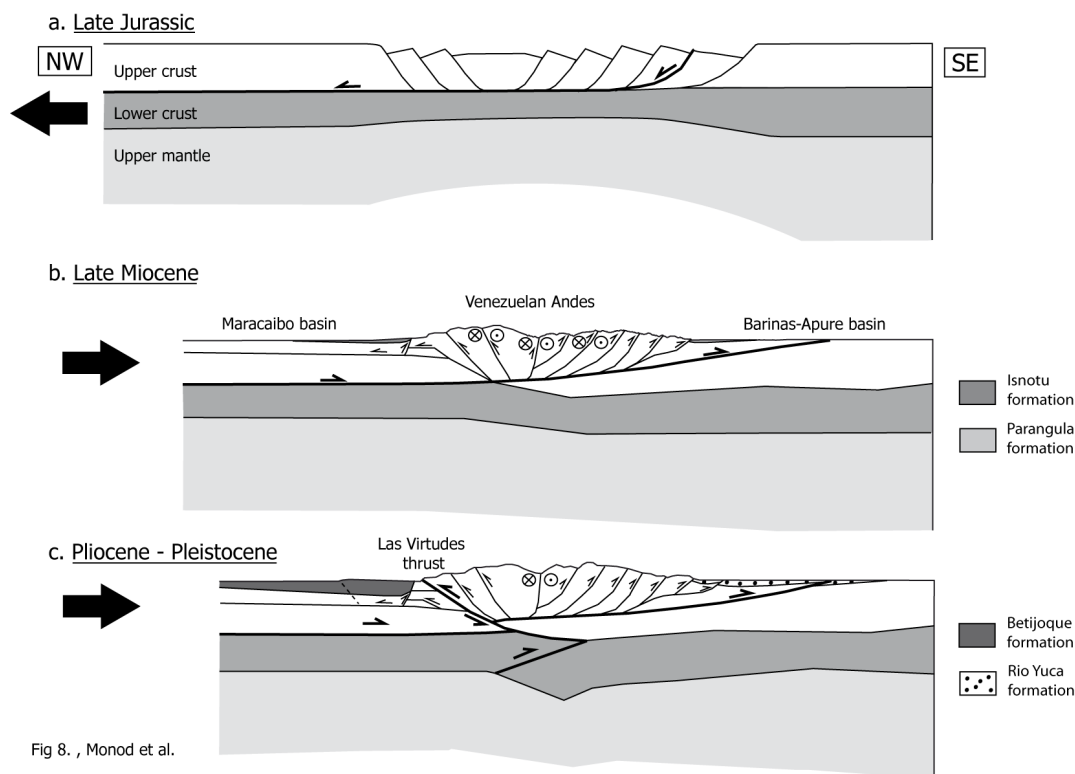 a. Late Jurassic
NW
SE
Upper crust
Lower crust
Upper mantle
b. Late Miocene
Venezuelan Andes
Maracaibo basin
Barinas-Apure basin
Isnotu
formation
Parangula
formation
c. Pliocene - Pleistocene
Las Virtudes
thrust
Betijoque
formation
Rio Yuca
formation
Fig 8. , Monod et al.